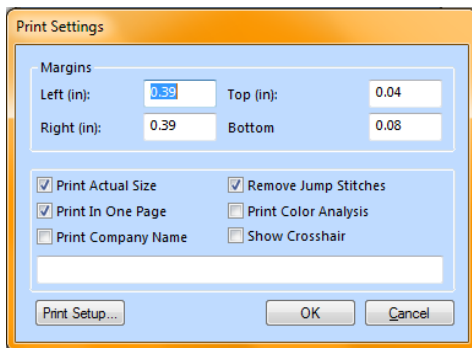 Print Settings
Margins
Left (in): 0.39 Top (in): 0.04
Right (in): 0.39 Bottom 0.08
Print Actual Size Remove Jump Stitches
Print In One Page Print Color Analysis
Print Company Name Show Crosshair
Print Setup... OK Cancel